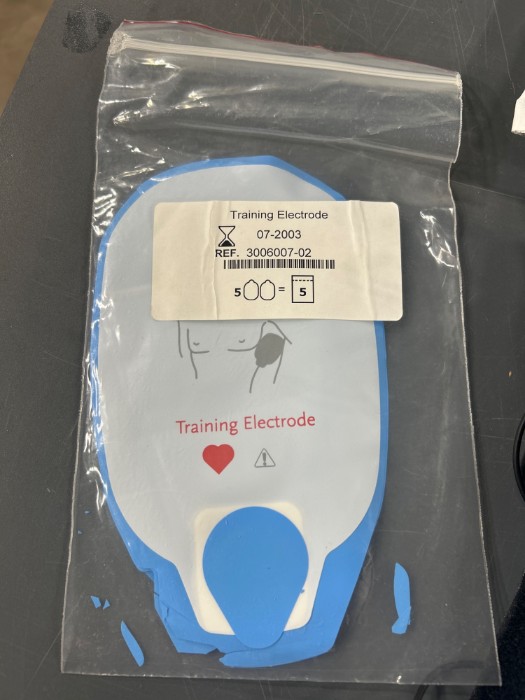 Training Electrode
07-2003
REF. 3006007-02
5 = 5
Training Electrode